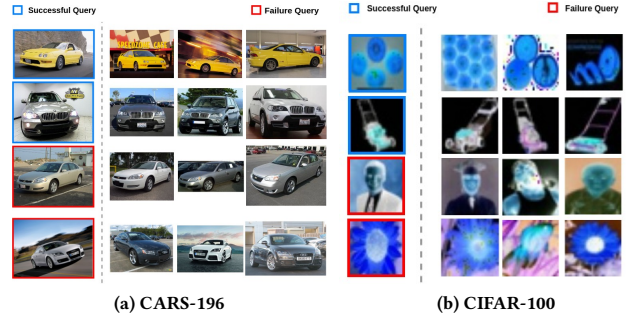 Successful Query
Failure Query
Successful Query
Failure Query
(a) CARS-196
(b) CIFAR-100